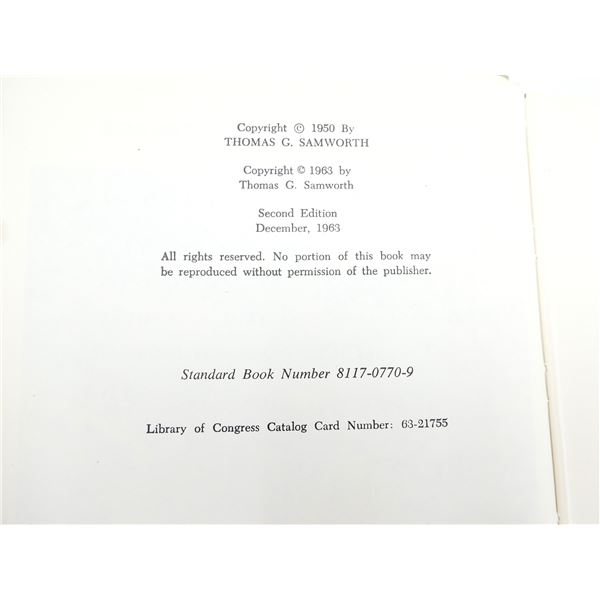 Copyright © 1950 By
THOMAS G. SAMWORTH
Copyright © 1963 by
Thomas G. Samworth
Second Edition
December, 1963
All rights reserved. No portion of this book may
be reproduced without permission of the publisher.
Standard Book Number 8117-0770-9
Library of Congress Catalog Card Number: 63-21755